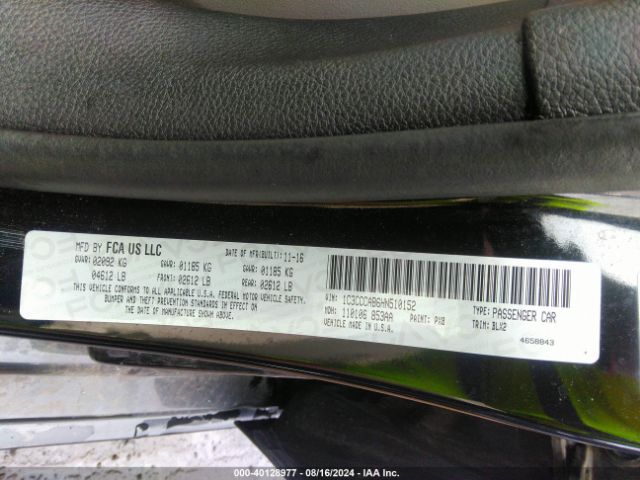 MFD BY FCA US LLC
DATE OF MFR(BUILT):11-16
GVWR: 02092 KG
GAWR: 01185 KG
GAWR: 01185 KG
04612 LB
FRONT: 02612 LB
REAR: 02612 LB
THIS VEHICLE CONFORMS TO ALL APPLICABLE U.S.A. FEDERAL MOTOR VEHICLE SAFETY,
BUMPER AND THEFT PREVENTION STANDARDS IN EFFECT ON
THE DATE OF MANUFACTURE SHOWN ABOVE.
VIN: 1C3CCCAB6HN510152
TYPE: PASSENGER CAR
MDH: 110106 853AA
PAINT: PX8
TRIM: BLX2
VEHICLE MADE IN U.S.A.
4658843
000-40128977 - 08/16/2024 - IAA Inc.